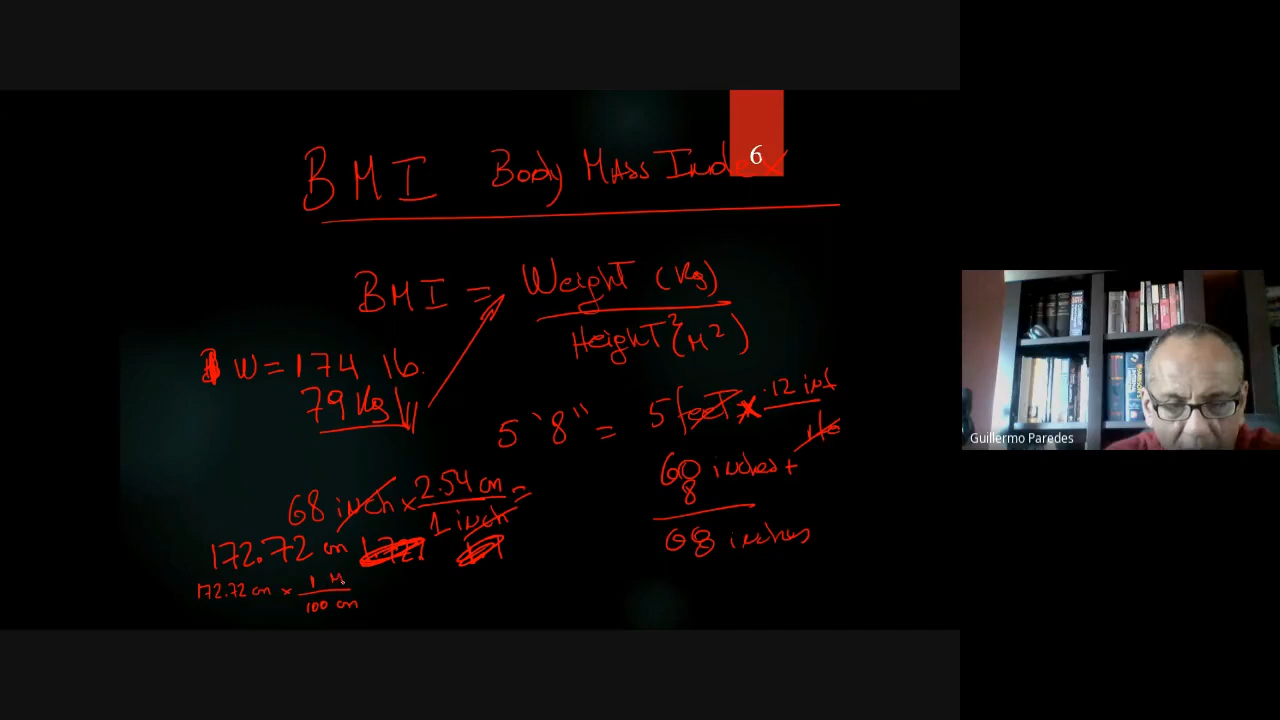 6
BMI Body Mass Index
BMI = Weight (Kg)
Height² (M²)
W = 174 lb.
79 Kg
5'8" = 5 feet x 12 in
60 inches +
8
68 inches
68 inch x 2.54 cm =
1 inch
172.72 cm
172.72 cm x 1 M
100 cm
Guillermo Paredes